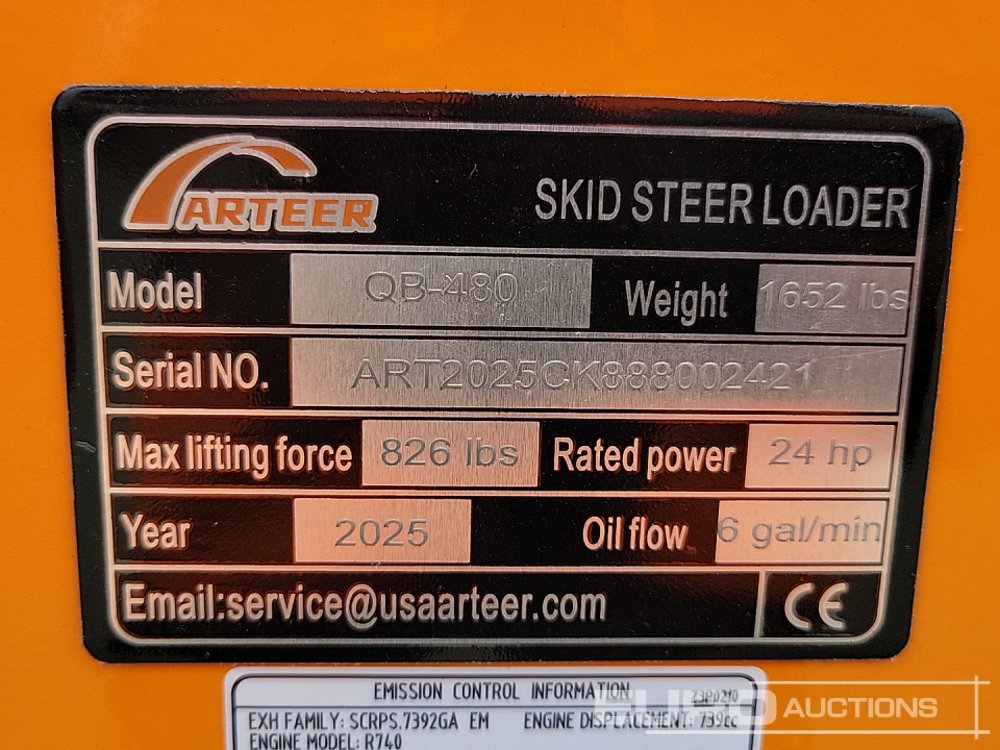 ARTEER
SKID STEER LOADER
Model QB-480 Weight 1652 lbs
Serial NO. ART2025CK888002421
Max lifting force 826 lbs Rated power 24 hp
Year 2025 Oil flow 6 gal/min
Email:service@usaarteer.com CE
EMISSION CONTROL INFORMATION 23P0210
EXH FAMILY: SCRPS.7392GA EM ENGINE DISPLACEMENT: 739cc
ENGINE MODEL: R740
EURO AUCTIONS